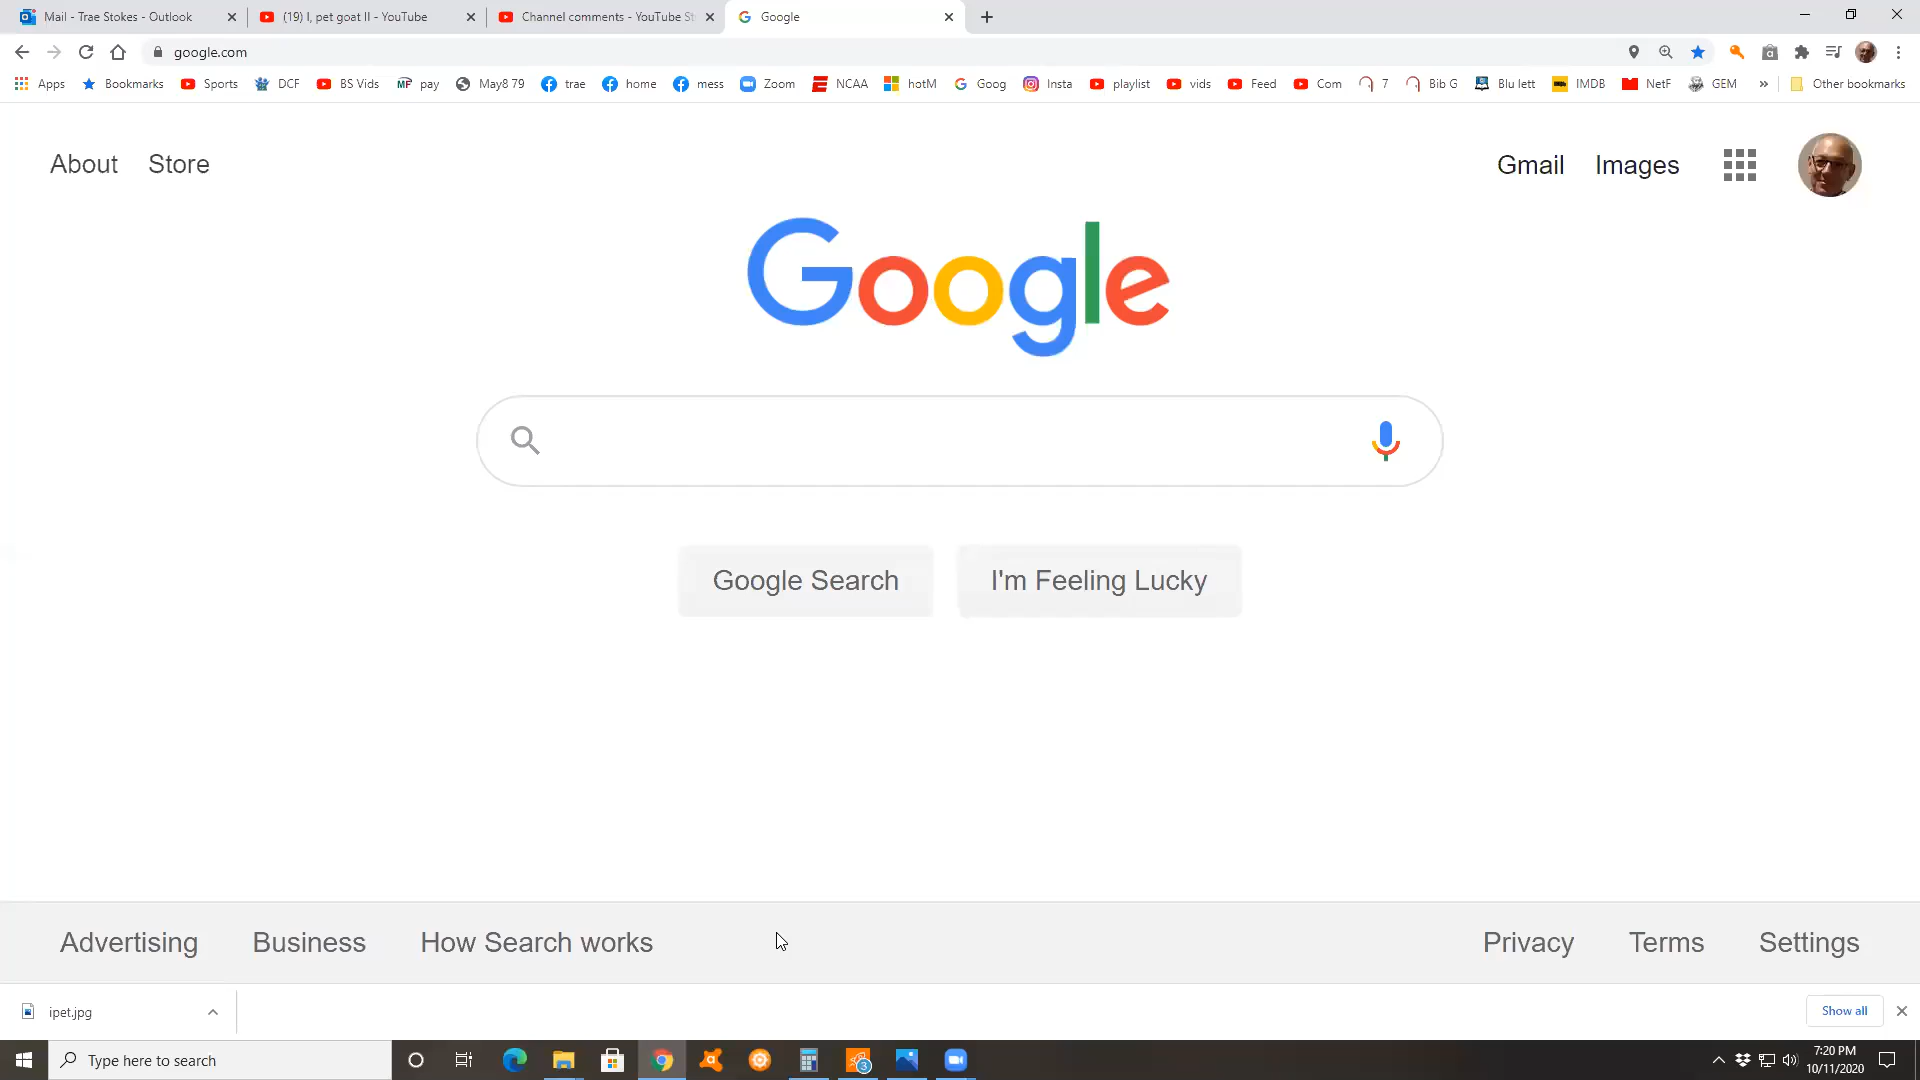 Mail - Trae Stokes - Outlook
(19) I, pet goat II - YouTube
Channel comments - YouTube St
Google
google.com
Apps
Bookmarks
Sports
DCF
BS Vids
MF pay
May8 79
trae
home
mess
Zoom
NCAA
hotM
Goog
Insta
playlist
vids
Feed
Com
7
Bib G
Blu lett
IMDB
NetF
GEM
Other bookmarks
About
Store
Gmail
Images
Google
Google Search
I'm Feeling Lucky
Advertising
Business
How Search works
Privacy
Terms
Settings
ipet.jpg
Show all
Type here to search
3
7:20 PM
10/11/2020